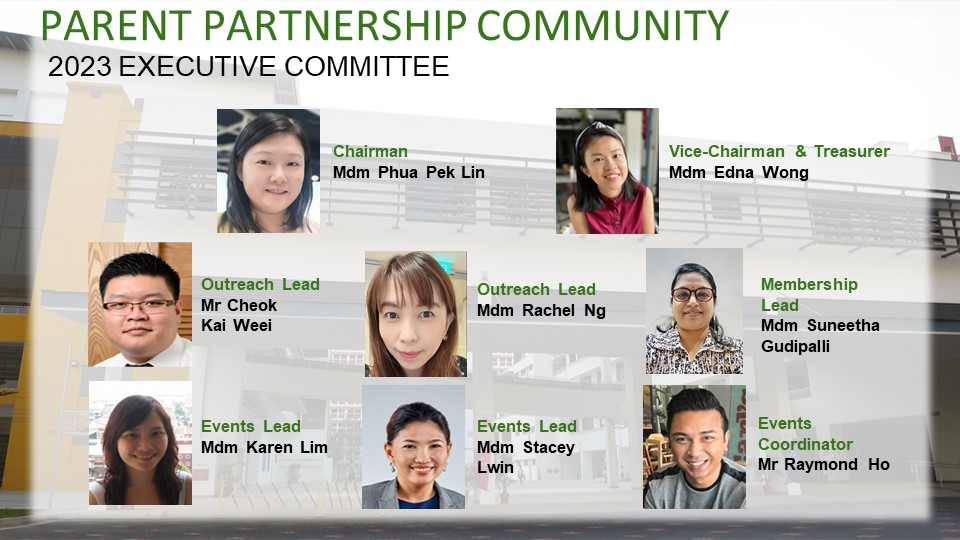 PARENT PARTNERSHIP COMMUNITY
2023 EXECUTIVE COMMITTEE
Chairman
Mdm Phua Pek Lin
Vice-Chairman & Treasurer
Mdm Edna Wong
Outreach Lead
Mr Cheok
Kai Weei
Outreach Lead
Mdm Rachel Ng
Membership
Lead
Mdm Suneetha
Gudipalli
Events Lead
Mdm Karen Lim
Events Lead
Mdm Stacey
Lwin
Events
Coordinator
Mr Raymond Ho